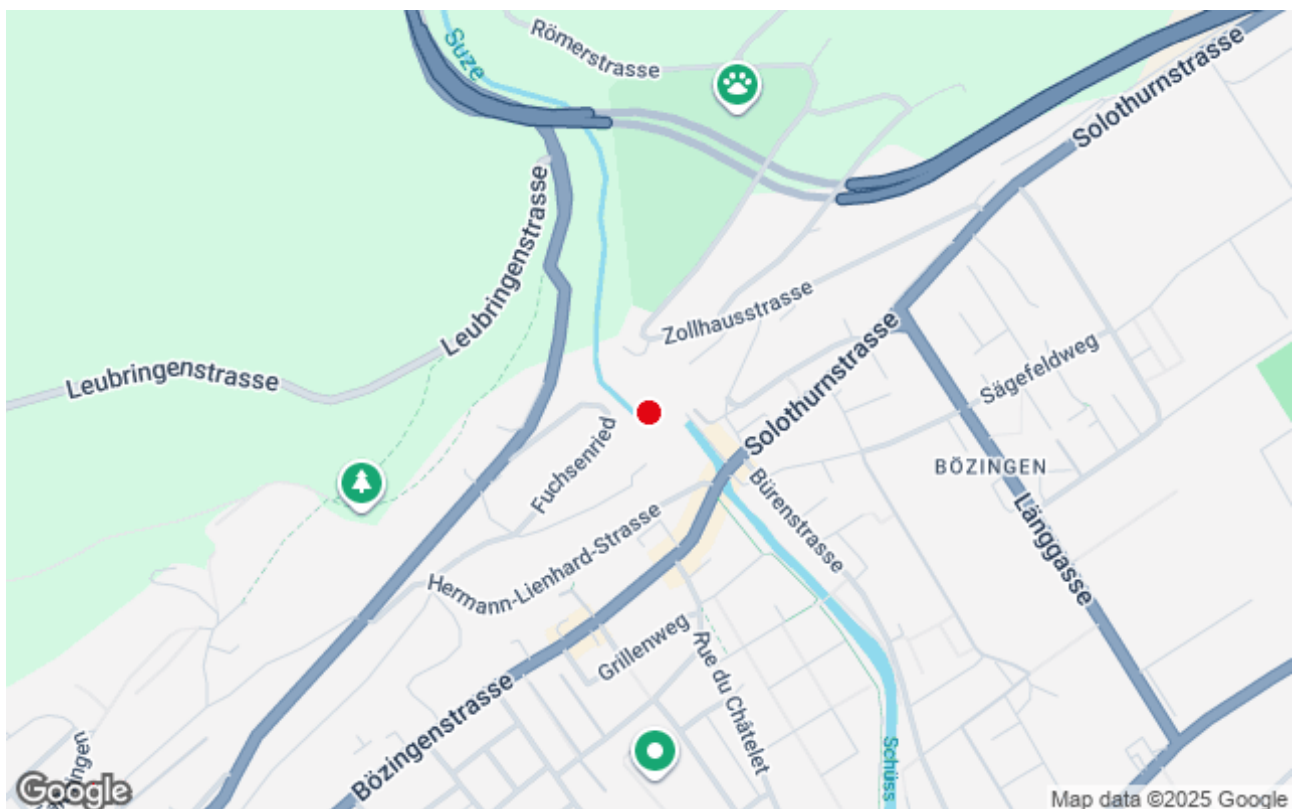 Suze
Römerstrasse
Solothurnstrasse
Leubringenstrasse
Zollhausstrasse
Leubringenstrasse
Solothurnstrasse
Sägefeldweg
Fuchsenried
BÖZINGEN
Bürenstrasse
Hermann-Lienhard-Strasse
Länggasse
Grillenweg
Rue du Châtelet
Bözingenstrasse
Schüss
Google
Map data ©2025 Google